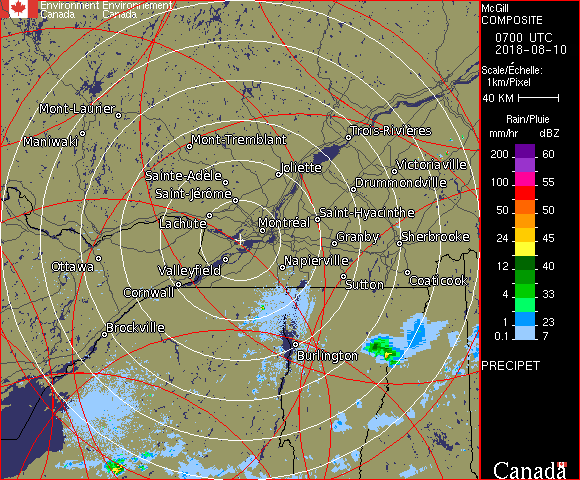 Environment Environnement
Canada Canada
Mont-Laurier
Maniwaki
Mont-Tremblant
Trois-Rivières
Sainte-Adèle
Joliette
Victoriaville
Saint-Jérôme
Drummondville
Lachute
Montréal
Saint-Hyacinthe
Granby
Sherbrooke
Ottawa
Valleyfield
Napierville
Cornwall
Sutton
Coaticook
Brockville
Burlington
McGill
COMPOSITE
0700 UTC
2018-08-10
Scale/Échelle:
1km/Pixel
40 KM
Rain/Pluie
mm/hr dBZ
200 60
150 57
100 55
50 50
24 45
12 40
4 33
1 23
0.1 7
PRECIPET
Canada